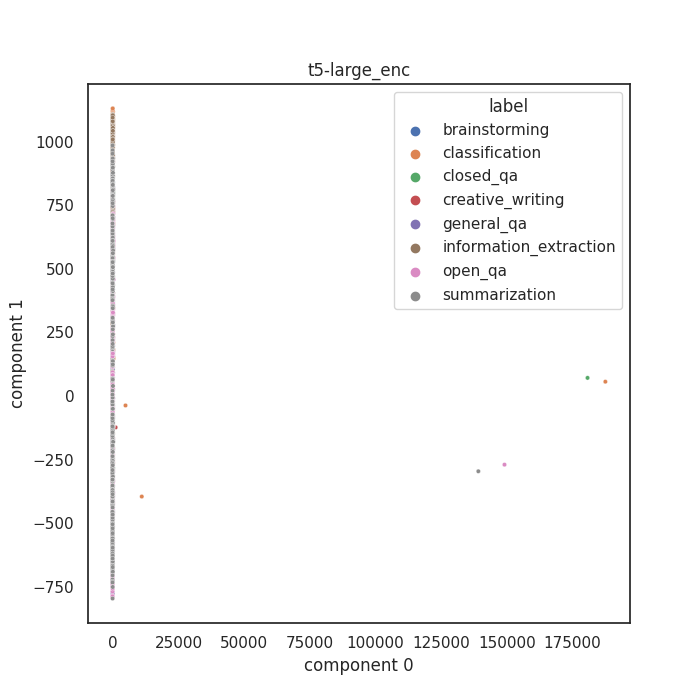 t5-large_enc
label
brainstorming
classification
closed_qa
creative_writing
general_qa
information_extraction
open_qa
summarization
component 1
1000
750
500
250
0
−250
−500
−750
0 25000 50000 75000 100000 125000 150000 175000
component 0